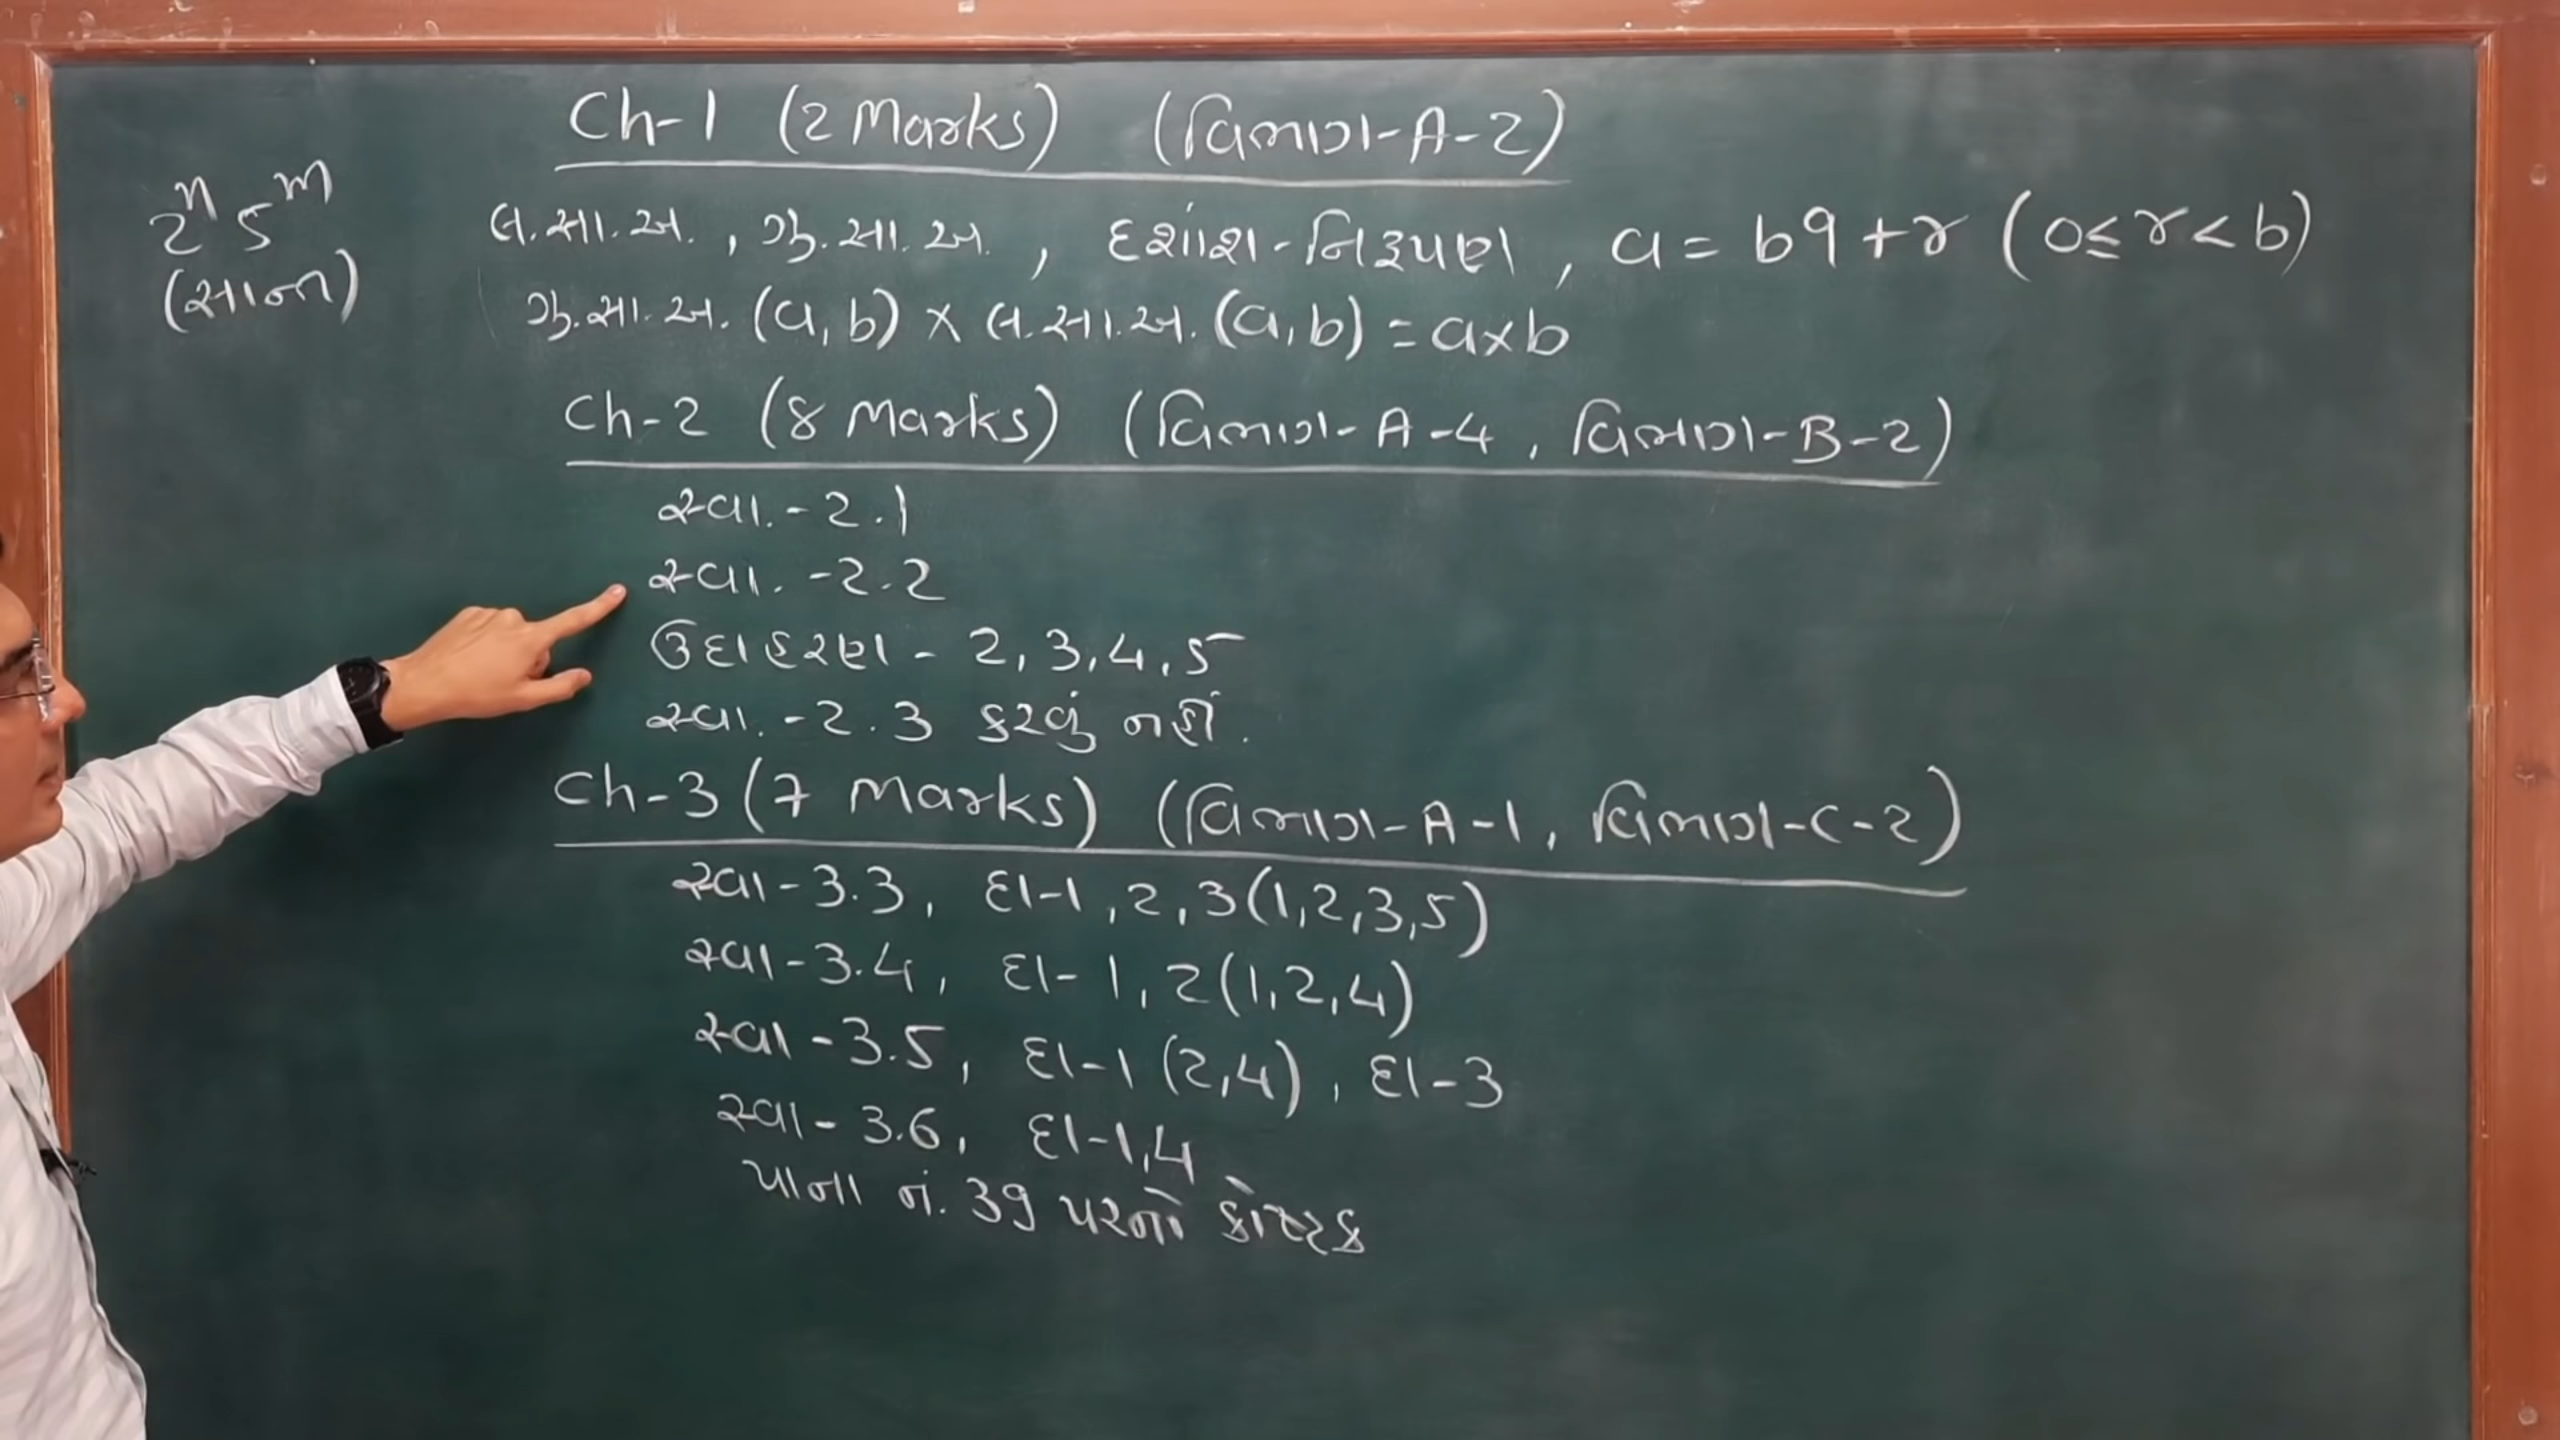 Ch-1 (2 Marks) (વિભાગ-A-2)
2ⁿ 5ᵐ
(સાન્ત)
લ.સા.અ. , ગુ.સા.અ. , દશાંશ-નિરૂપણ , a = bq + r (0 ≤ r < b)
ગુ.સા.અ. (a, b) × લ.સા.અ. (a, b) = a×b
Ch-2 (8 Marks) (વિભાગ-A-4 , વિભાગ-B-2)
સ્વા.-2.1
સ્વા.-2.2
ઉદાહરણ - 2, 3, 4, 5
સ્વા.-2.3 કરવું નહીં.
Ch-3 (7 Marks) (વિભાગ-A-1, વિભાગ-C-2)
સ્વા-3.3, દા-1, 2, 3(1,2,3,5)
સ્વા-3.4, દા-1, 2(1,2,4)
સ્વા-3.5, દા-1 (2,4) , દા-3
સ્વા-3.6, દા-1,4
પાના નં. 39 પરનો કોષ્ટક